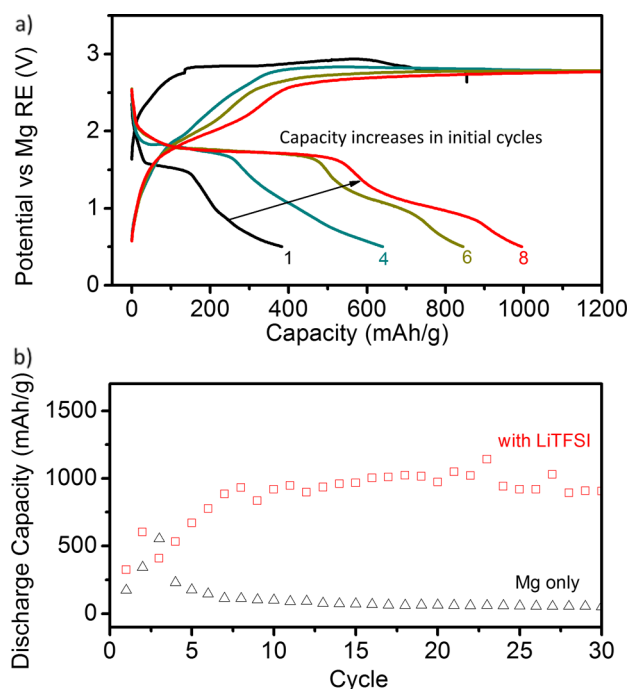 a)
Potential vs Mg RE (V)
3
2
1
0
Capacity increases in initial cycles
1
4
6
8
0 200 400 600 800 1000 1200
Capacity (mAh/g)
b)
Discharge Capacity (mAh/g)
1500
1000
500
0
with LiTFSI
Mg only
0 5 10 15 20 25 30
Cycle